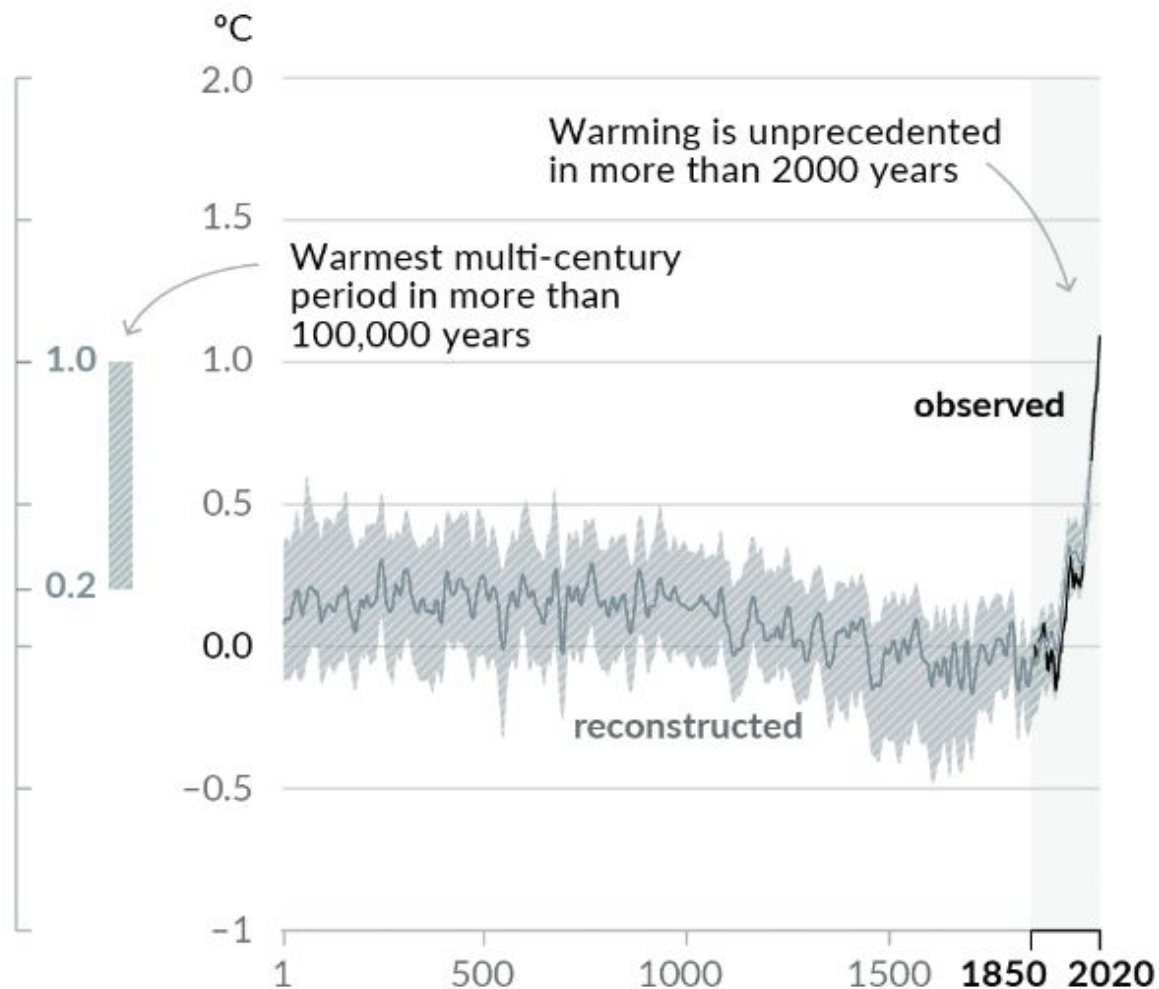 °C
2.0
Warming is unprecedented
in more than 2000 years
1.5
Warmest multi-century
period in more than
100,000 years
1.0
1.0
observed
0.5
0.2
0.0
reconstructed
−0.5
−1
1 500 1000 1500 1850 2020